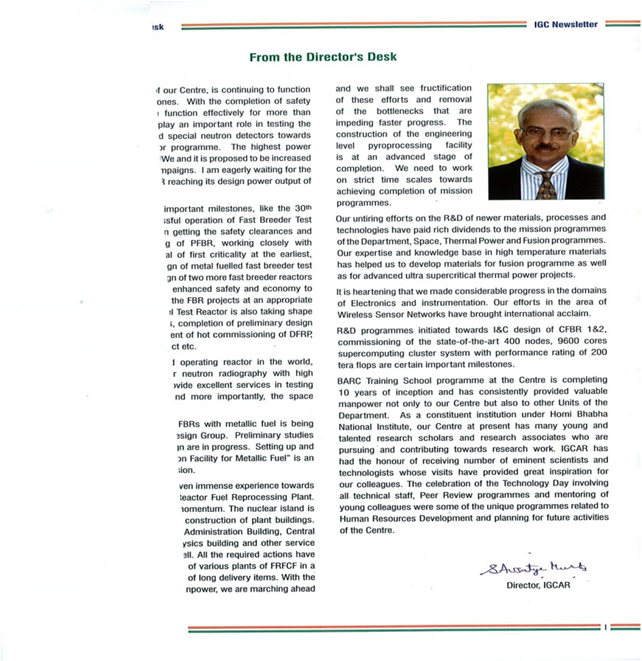 esk
IGC Newsletter
From the Director's Desk
of our Centre, is continuing to function
ones. With the completion of safety
function effectively for more than
play an important role in testing the
d special neutron detectors towards
or programme. The highest power
We and it is proposed to be increased
mpaigns. I am eagerly waiting for the
R reaching its design power output of
important milestones, like the 30th
ssful operation of Fast Breeder Test
n getting the safety clearances and
g of PFBR, working closely with
al of first criticality at the earliest,
gn of metal fuelled fast breeder test
gn of two more fast breeder reactors
enhanced safety and economy to
the FBR projects at an appropriate
el Test Reactor is also taking shape
s, completion of preliminary design
ent of hot commissioning of DFRP,
ct etc.
l operating reactor in the world,
r neutron radiography with high
ovide excellent services in testing
nd more importantly, the space
FBRs with metallic fuel is being
esign Group. Preliminary studies
gn are in progress. Setting up and
on Facility for Metallic Fuel" is an
sion.
ven immense experience towards
Reactor Fuel Reprocessing Plant.
nomentum. The nuclear island is
construction of plant buildings.
Administration Building, Central
ysics building and other service
ell. All the required actions have
of various plants of FRFCF in a
of long delivery items. With the
npower, we are marching ahead
and we shall see fructification
of these efforts and removal
of the bottlenecks that are
impeding faster progress. The
construction of the engineering
level pyroprocessing facility
is at an advanced stage of
completion. We need to work
on strict time scales towards
achieving completion of mission
programmes.
Our untiring efforts on the R&D of newer materials, processes and
technologies have paid rich dividends to the mission programmes
of the Department, Space, Thermal Power and Fusion programmes.
Our expertise and knowledge base in high temperature materials
has helped us to develop materials for fusion programme as well
as for advanced ultra supercritical thermal power projects.
It is heartening that we made considerable progress in the domains
of Electronics and instrumentation. Our efforts in the area of
Wireless Sensor Networks have brought international acclaim.
R&D programmes initiated towards I&C design of CFBR 1&2,
commissioning of the state-of-the-art 400 nodes, 9600 cores
supercomputing cluster system with performance rating of 200
tera flops are certain important milestones.
BARC Training School programme at the Centre is completing
10 years of inception and has consistently provided valuable
manpower not only to our Centre but also to other Units of the
Department. As a constituent institution under Homi Bhabha
National Institute, our Centre at present has many young and
talented research scholars and research associates who are
pursuing and contributing towards research work. IGCAR has
had the honour of receiving number of eminent scientists and
technologists whose visits have provided great inspiration for
our colleagues. The celebration of the Technology Day involving
all technical staff, Peer Review programmes and mentoring of
young colleagues were some of the unique programmes related to
Human Resources Development and planning for future activities
of the Centre.
Director, IGCAR
1